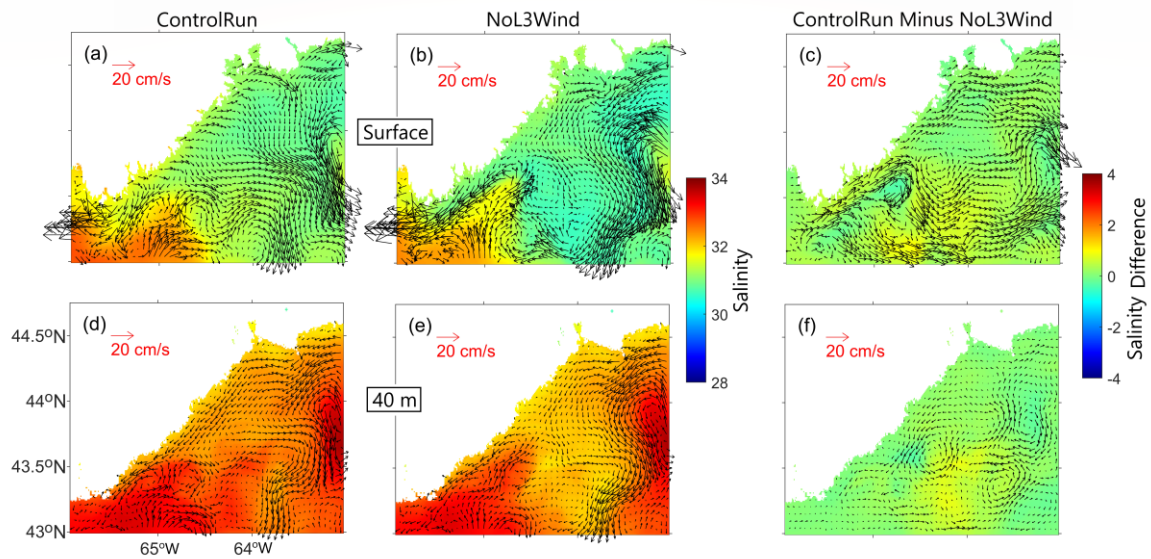 ControlRun
NoL3Wind
ControlRun Minus NoL3Wind
(a)
20 cm/s
(b)
20 cm/s
(c)
20 cm/s
Surface
34
32
30
28
Salinity
4
2
0
-2
-4
Salinity Difference
(d)
20 cm/s
(e)
20 cm/s
(f)
20 cm/s
40 m
44.5°N
44°N
43.5°N
43°N
65°W
64°W